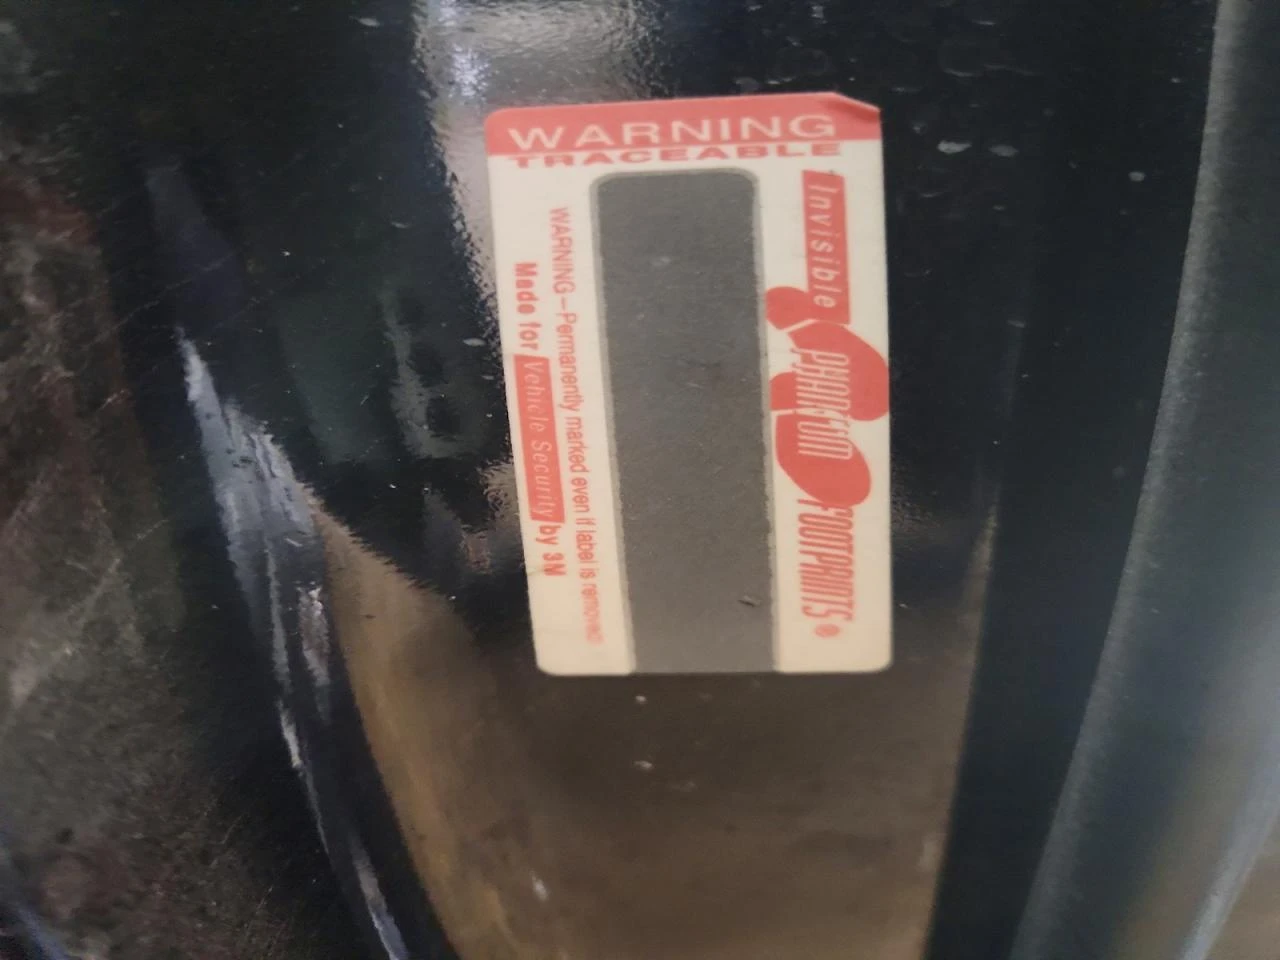 WARNING
TRACEABLE
Invisible
PHANTOM
FOOTPRINTS®
WARNING–Permanently marked even if label is removed
Made for Vehicle Security by 3M